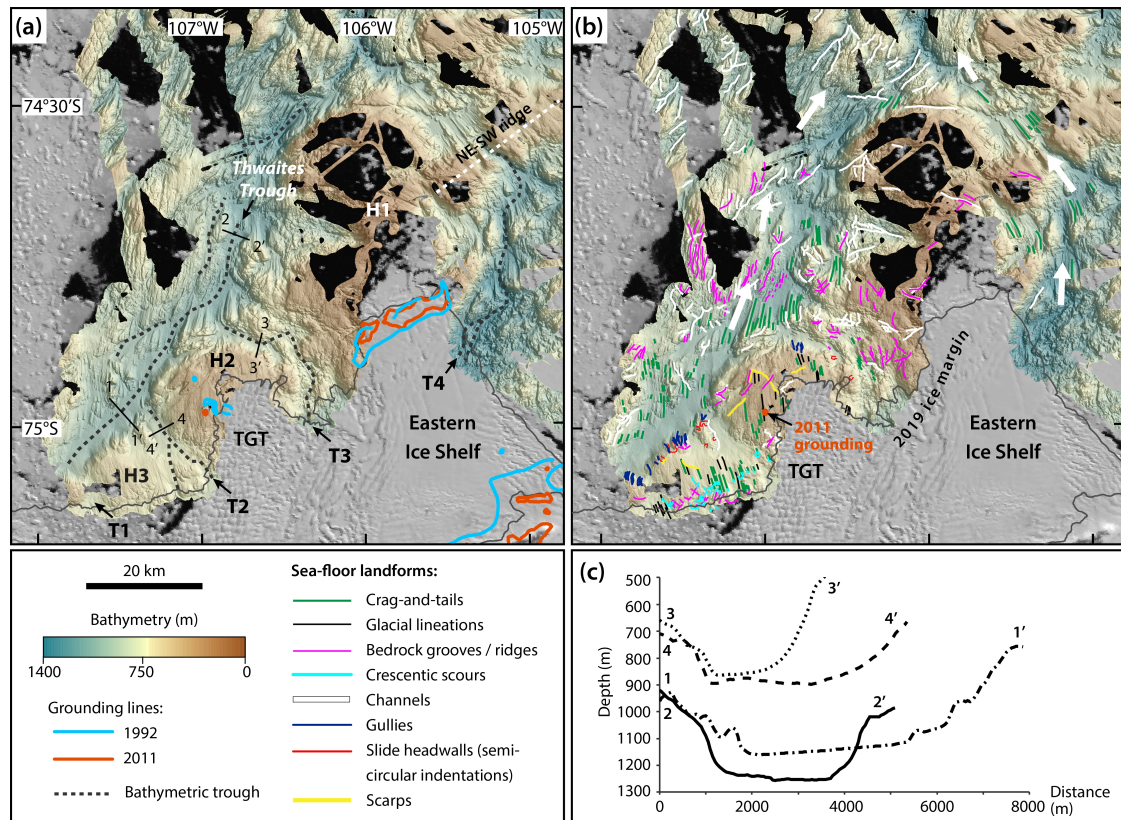 (a)
107°W
106°W
105°W
74°30′S
75°S
NE-SW ridge
Thwaites
Trough
H1
2
2′
3
3′
H2
1
1′
4
4′
H3
TGT
T1
T2
T3
T4
Eastern
Ice Shelf
(b)
2019 ice margin
2011
grounding
TGT
Eastern
Ice Shelf
20 km
Bathymetry (m)
1400
750
0
Grounding lines:
1992
2011
Bathymetric trough
Sea-floor landforms:
Crag-and-tails
Glacial lineations
Bedrock grooves / ridges
Crescentic scours
Channels
Gullies
Slide headwalls (semi-
circular indentations)
Scarps
(c)
Depth (m)
500
600
700
800
900
1000
1100
1200
1300
0
2000
4000
6000
8000
Distance
(m)
3
4
1
2
3′
4′
1′
2′